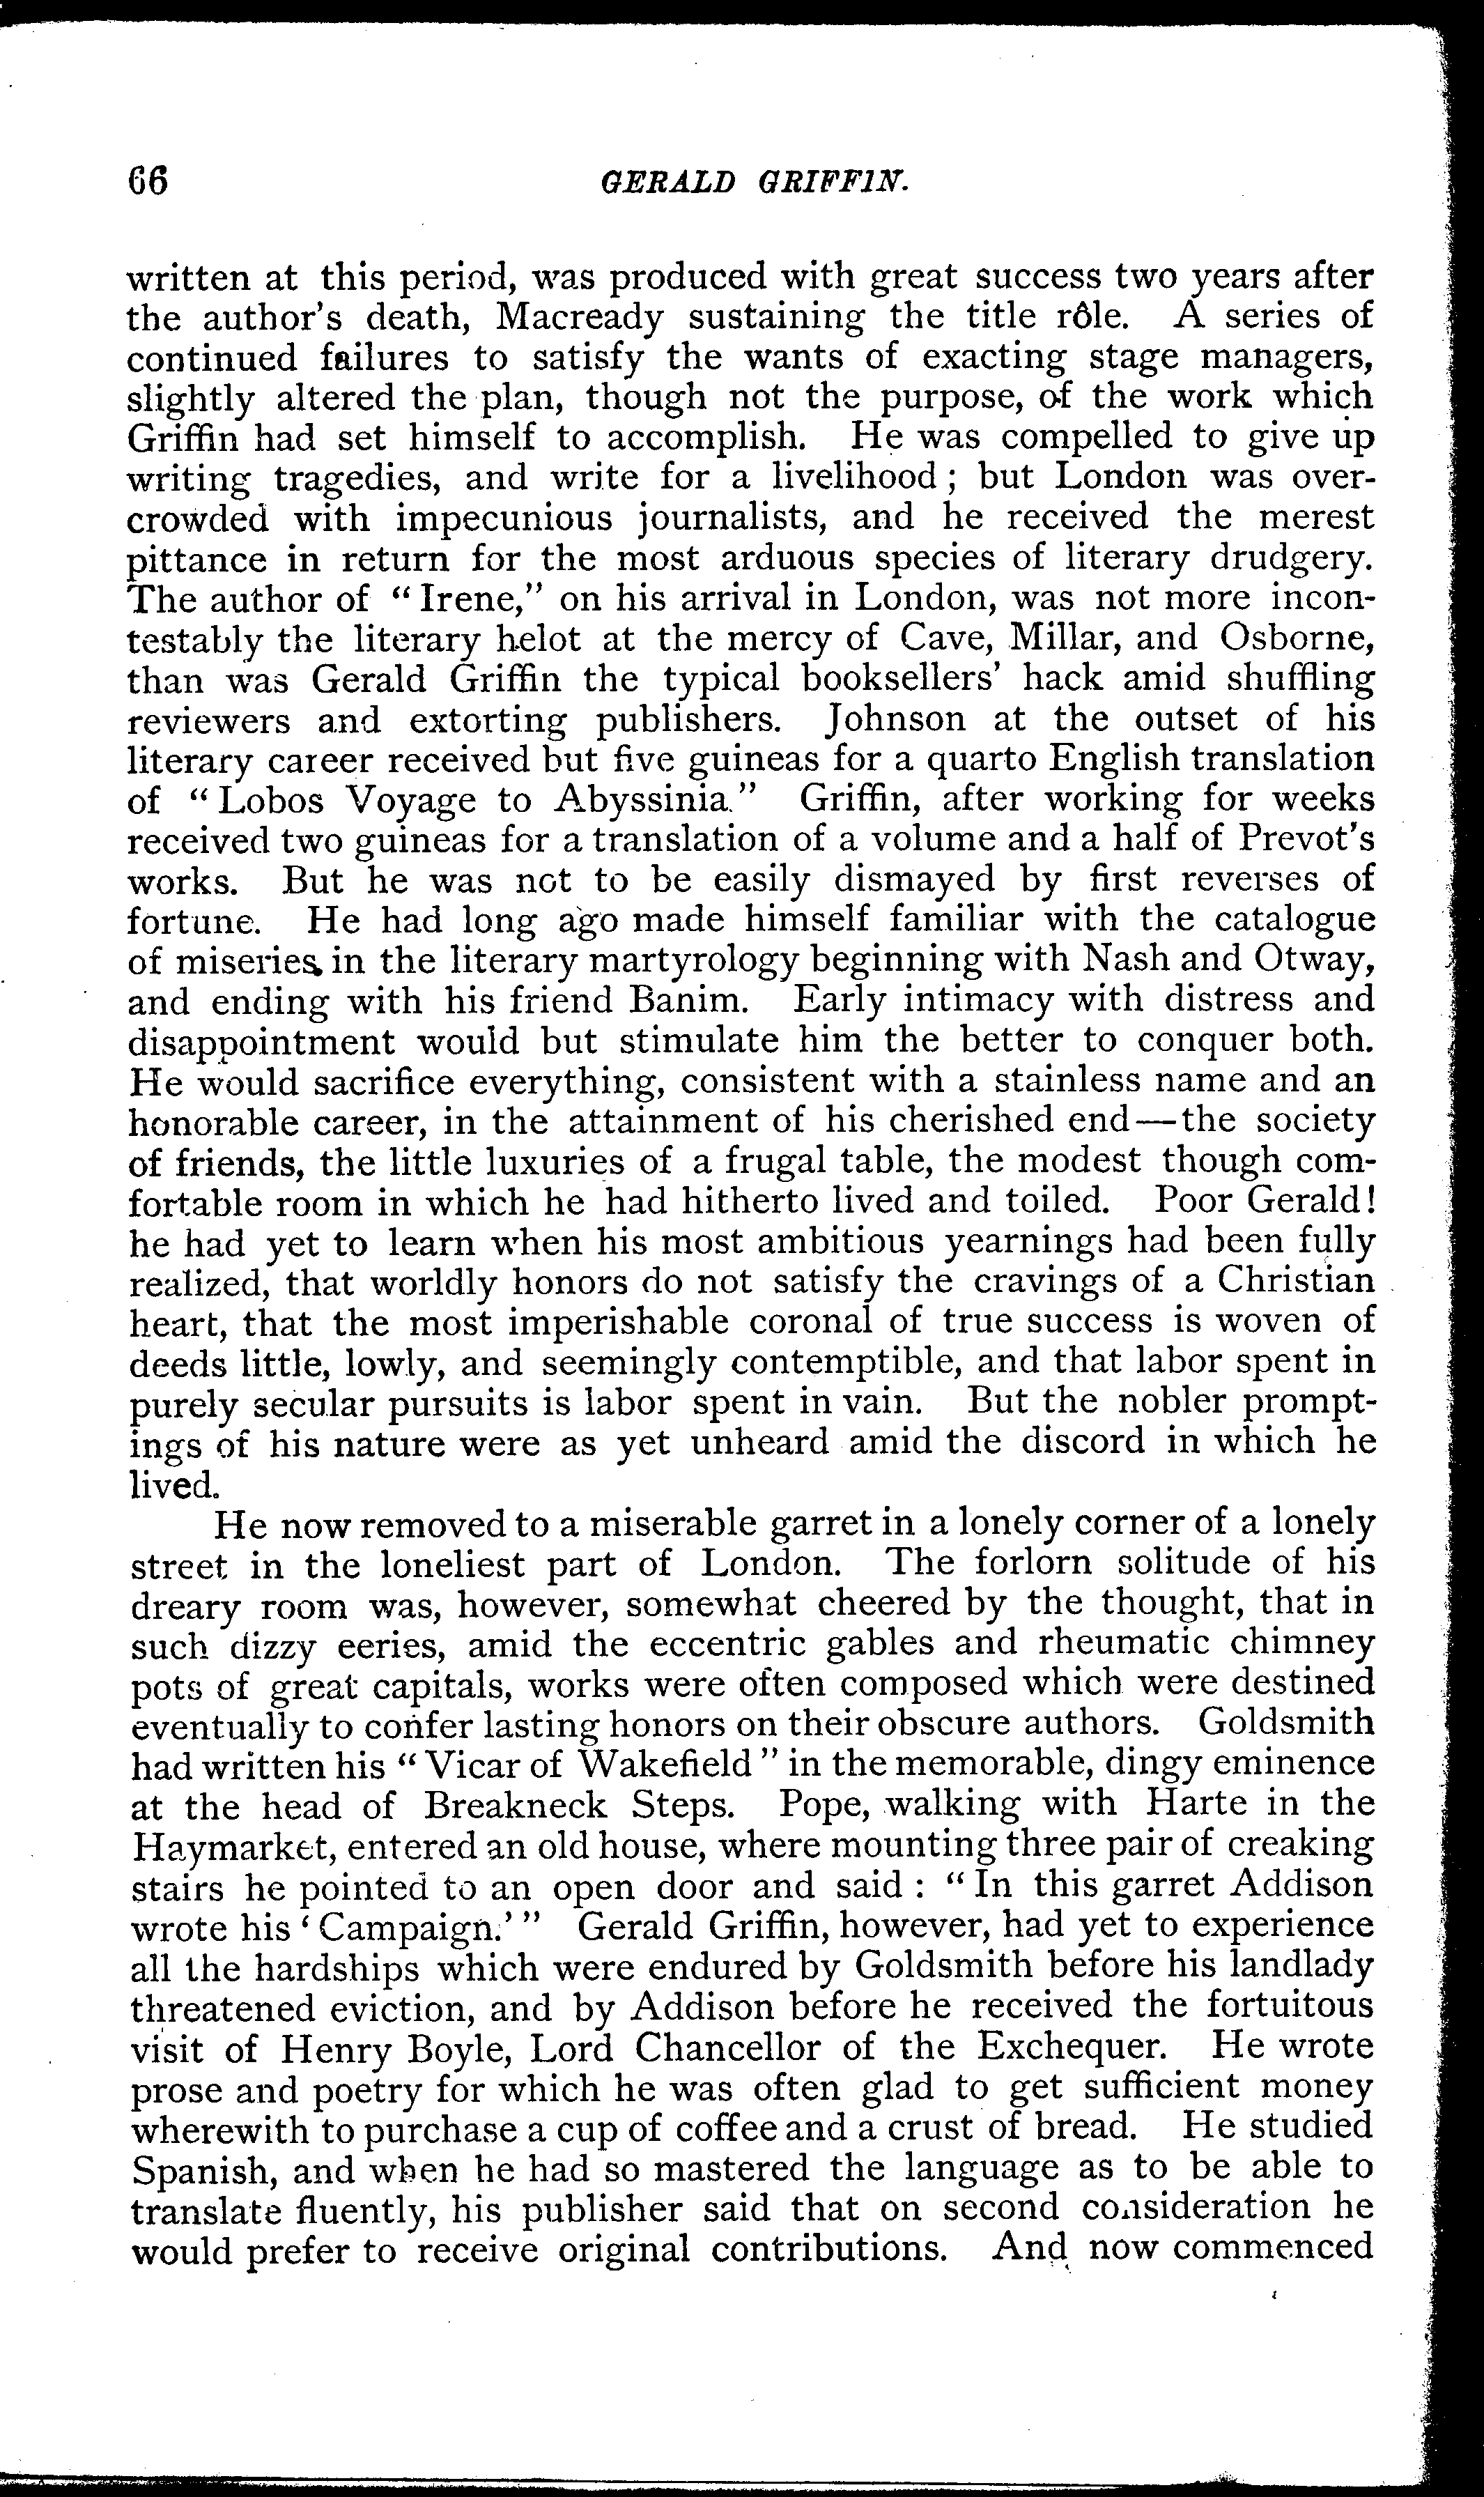 66 GERALD GRIFFIN.
written at this period, was produced with great success two years after
the author's death, Macready sustaining the title rôle. A series of
continued failures to satisfy the wants of exacting stage managers,
slightly altered the plan, though not the purpose, of the work which
Griffin had set himself to accomplish. He was compelled to give up
writing tragedies, and write for a livelihood; but London was over-
crowded with impecunious journalists, and he received the merest
pittance in return for the most arduous species of literary drudgery.
The author of "Irene," on his arrival in London, was not more incon-
testably the literary helot at the mercy of Cave, Millar, and Osborne,
than was Gerald Griffin the typical booksellers' hack amid shuffling
reviewers and extorting publishers. Johnson at the outset of his
literary career received but five guineas for a quarto English translation
of "Lobos Voyage to Abyssinia." Griffin, after working for weeks
received two guineas for a translation of a volume and a half of Prevot's
works. But he was not to be easily dismayed by first reverses of
fortune. He had long ago made himself familiar with the catalogue
of miseries in the literary martyrology beginning with Nash and Otway,
and ending with his friend Banim. Early intimacy with distress and
disappointment would but stimulate him the better to conquer both.
He would sacrifice everything, consistent with a stainless name and an
honorable career, in the attainment of his cherished end—the society
of friends, the little luxuries of a frugal table, the modest though com-
fortable room in which he had hitherto lived and toiled. Poor Gerald!
he had yet to learn when his most ambitious yearnings had been fully
realized, that worldly honors do not satisfy the cravings of a Christian
heart, that the most imperishable coronal of true success is woven of
deeds little, lowly, and seemingly contemptible, and that labor spent in
purely secular pursuits is labor spent in vain. But the nobler prompt-
ings of his nature were as yet unheard amid the discord in which he
lived.
He now removed to a miserable garret in a lonely corner of a lonely
street in the loneliest part of London. The forlorn solitude of his
dreary room was, however, somewhat cheered by the thought, that in
such dizzy eeries, amid the eccentric gables and rheumatic chimney
pots of great capitals, works were often composed which were destined
eventually to confer lasting honors on their obscure authors. Goldsmith
had written his "Vicar of Wakefield" in the memorable, dingy eminence
at the head of Breakneck Steps. Pope, walking with Harte in the
Haymarket, entered an old house, where mounting three pair of creaking
stairs he pointed to an open door and said: "In this garret Addison
wrote his 'Campaign.'" Gerald Griffin, however, had yet to experience
all the hardships which were endured by Goldsmith before his landlady
threatened eviction, and by Addison before he received the fortuitous
visit of Henry Boyle, Lord Chancellor of the Exchequer. He wrote
prose and poetry for which he was often glad to get sufficient money
wherewith to purchase a cup of coffee and a crust of bread. He studied
Spanish, and when he had so mastered the language as to be able to
translate fluently, his publisher said that on second consideration he
would prefer to receive original contributions. And now commenced